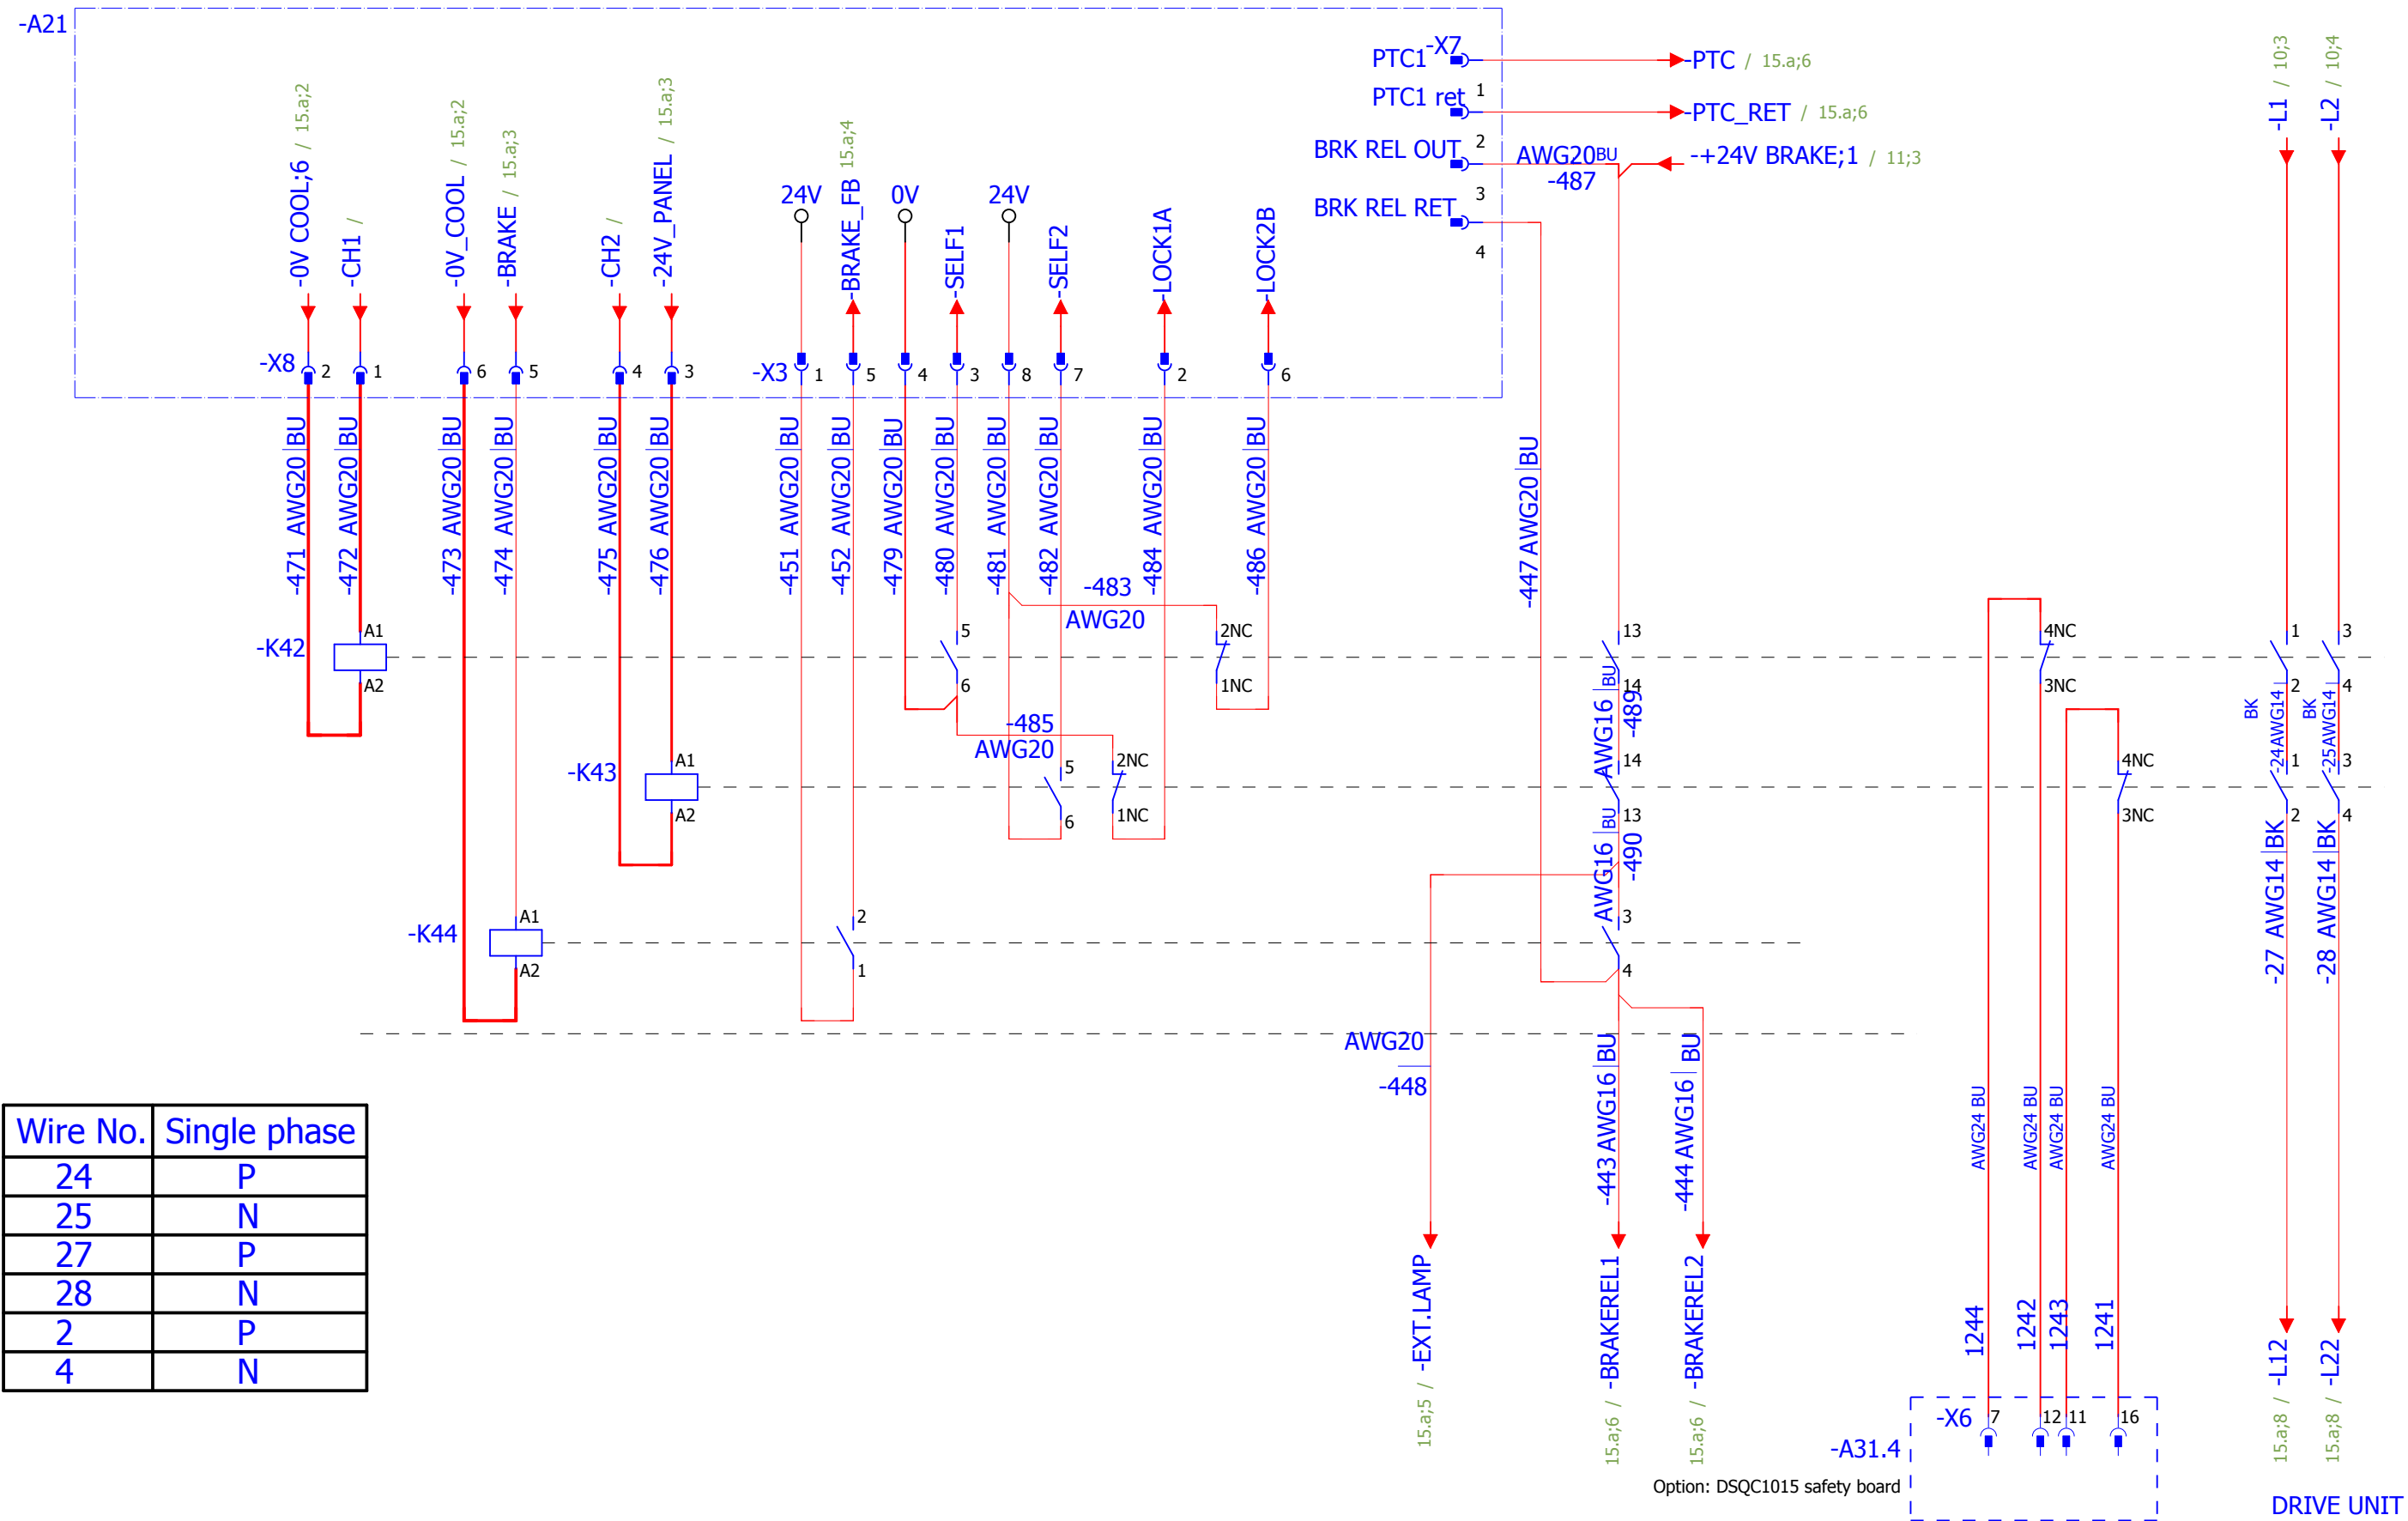 -A21
-0V COOL;6 / 15.a;2
-CH1 /
-0V_COOL / 15.a;2
-BRAKE / 15.a;3
-CH2 /
-24V_PANEL / 15.a;3
24V
-BRAKE_FB 15.a;4
0V
-SELF1
24V
-SELF2
-LOCK1A
-LOCK2B
PTC1 -X7
-PTC / 15.a;6
PTC1 ret 1
-PTC_RET / 15.a;6
BRK REL OUT 2
AWG20 BU
-487
-+24V BRAKE;1 / 11;3
3
BRK REL RET
4
-L1 / 10;3
-L2 / 10;4
-X8 2 1 6 5 4 3
-X3 1 5 4 3 8 7 2 6
-471 AWG20 BU
-472 AWG20 BU
-473 AWG20 BU
-474 AWG20 BU
-475 AWG20 BU
-476 AWG20 BU
-451 AWG20 BU
-452 AWG20 BU
-479 AWG20 BU
-480 AWG20 BU
-481 AWG20 BU
-482 AWG20 BU
-484 AWG20 BU
-486 AWG20 BU
-447 AWG20 BU
-483
AWG20
-K42 A1
A2
5
6
2NC
1NC
13
14
4NC
3NC
1
2
3
4
AWG16 BU
-489
BK
-24AWG14
BK
-25AWG14
-485
AWG20
-K43 A1
A2
5
6
2NC
1NC
14
13
4NC
3NC
1
2
3
4
AWG16 BU
-490
-27 AWG14 BK
-28 AWG14 BK
-K44 A1
A2
2
1
3
4
AWG20
-448
-443 AWG16 BU
-444 AWG16 BU
AWG24 BU
AWG24 BU
AWG24 BU
AWG24 BU
Wire No. Single phase
24 P
25 N
27 P
28 N
2 P
4 N
15.a;5 / -EXT.LAMP
15.a;6 / -BRAKEREL1
15.a;6 / -BRAKEREL2
1244
1242
1243
1241
15.a;8 / -L12
15.a;8 / -L22
-X6 7 12 11 16
-A31.4
Option: DSQC1015 safety board
DRIVE UNIT